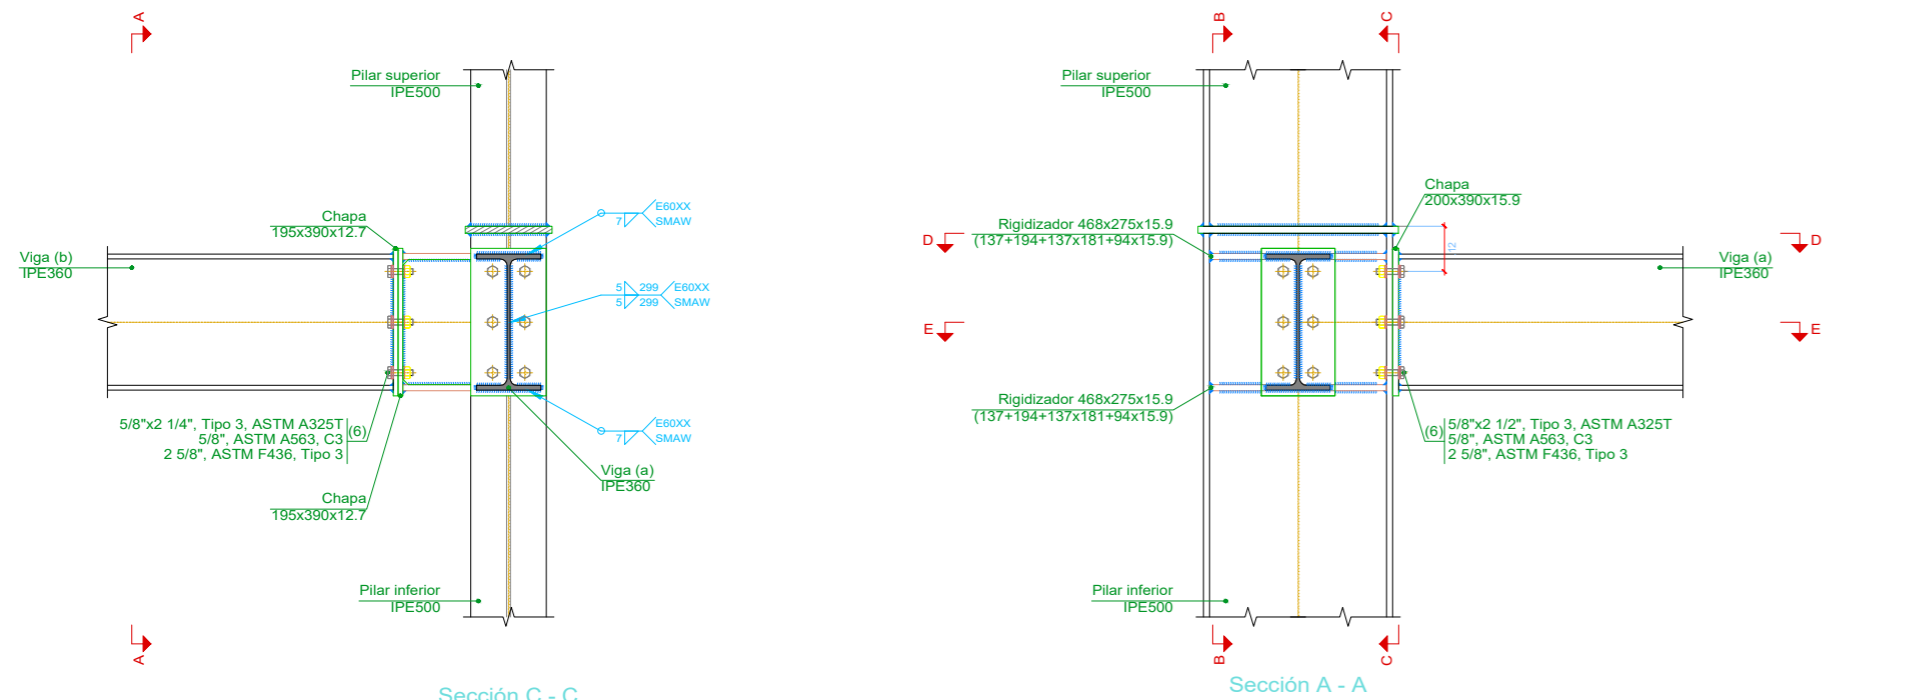 A
Pilar superior
IPE500
Chapa
195x390x12.7
Viga (b)
IPE360
E60XX
7
SMAW
5 299 E60XX
5 299 SMAW
5/8"x2 1/4", Tipo 3, ASTM A325T
5/8", ASTM A563, C3
2 5/8", ASTM F436, Tipo 3
(6)
E60XX
7
SMAW
Viga (a)
IPE360
Chapa
195x390x12.7
Pilar inferior
IPE500
A
Sección C - C
B
C
Pilar superior
IPE500
Chapa
200x390x15.9
Rigidizador 468x275x15.9
(137+194+137x181+94x15.9)
D
D
12
Viga (a)
IPE360
E
E
Rigidizador 468x275x15.9
(137+194+137x181+94x15.9)
(6)
5/8"x2 1/2", Tipo 3, ASTM A325T
5/8", ASTM A563, C3
2 5/8", ASTM F436, Tipo 3
Pilar inferior
IPE500
B
C
Sección A - A